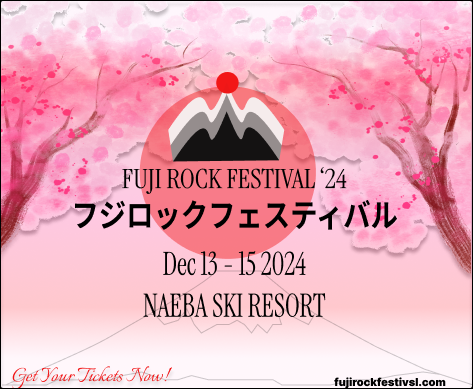 FUJI ROCK FESTIVAL ‘24
フジロックフェスティバル
Dec 13 - 15 2024
NAEBA SKI RESORT
Get Your Tickets Now!
fujirockfestivsl.com